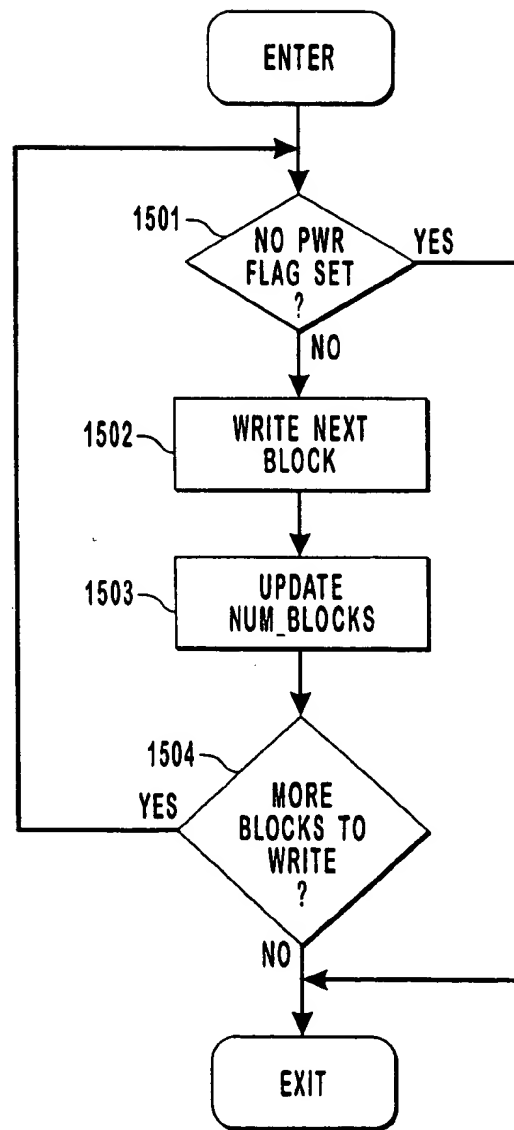 ENTER
1501
NO PWR
FLAG SET
?
YES
NO
1502
WRITE NEXT
BLOCK
1503
UPDATE
NUM_BLOCKS
1504
YES
MORE
BLOCKS TO
WRITE
?
NO
EXIT